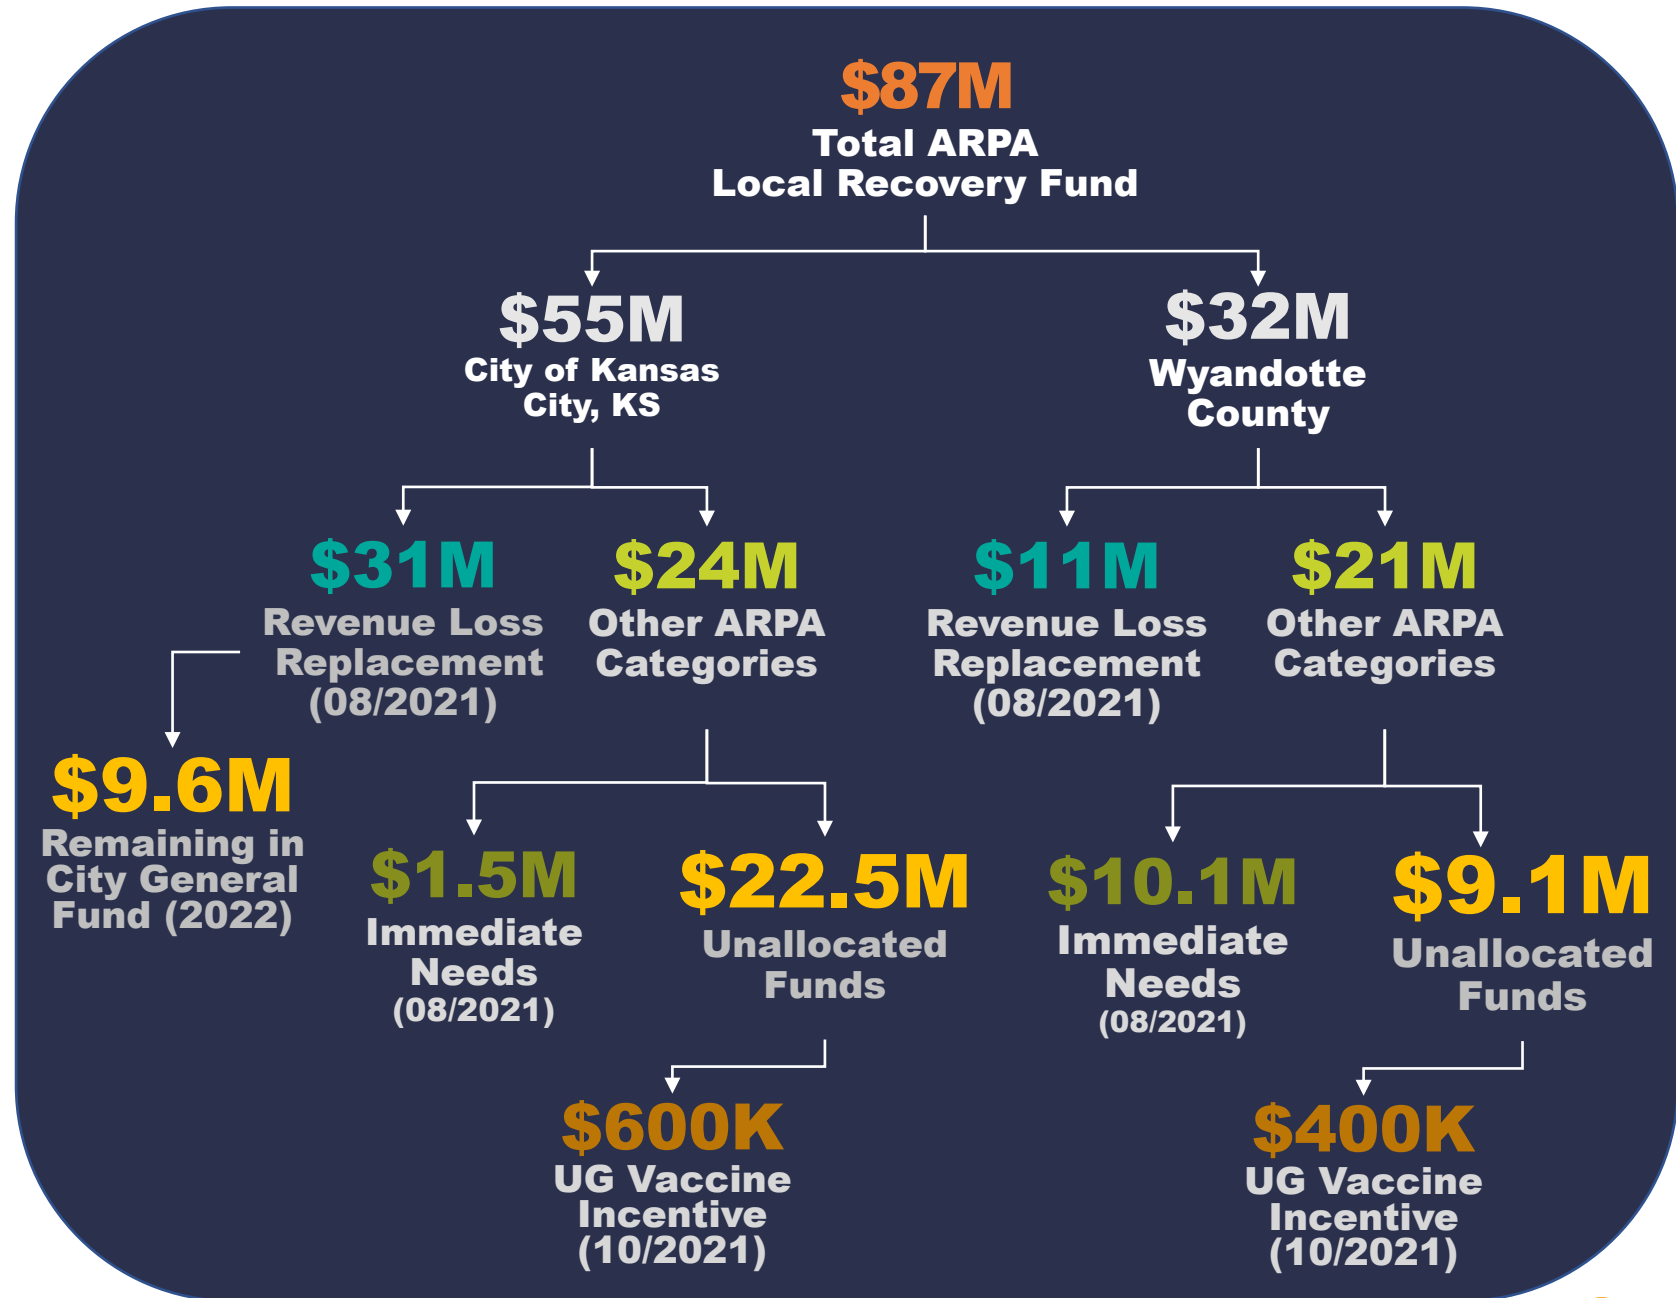 $87M
Total ARPA
Local Recovery Fund
$55M
City of Kansas
City, KS
$32M
Wyandotte
County
$31M
Revenue Loss
Replacement
(08/2021)
$24M
Other ARPA
Categories
$11M
Revenue Loss
Replacement
(08/2021)
$21M
Other ARPA
Categories
$9.6M
Remaining in
City General
Fund (2022)
$1.5M
Immediate
Needs
(08/2021)
$22.5M
Unallocated
Funds
$10.1M
Immediate
Needs
(08/2021)
$9.1M
Unallocated
Funds
$600K
UG Vaccine
Incentive
(10/2021)
$400K
UG Vaccine
Incentive
(10/2021)